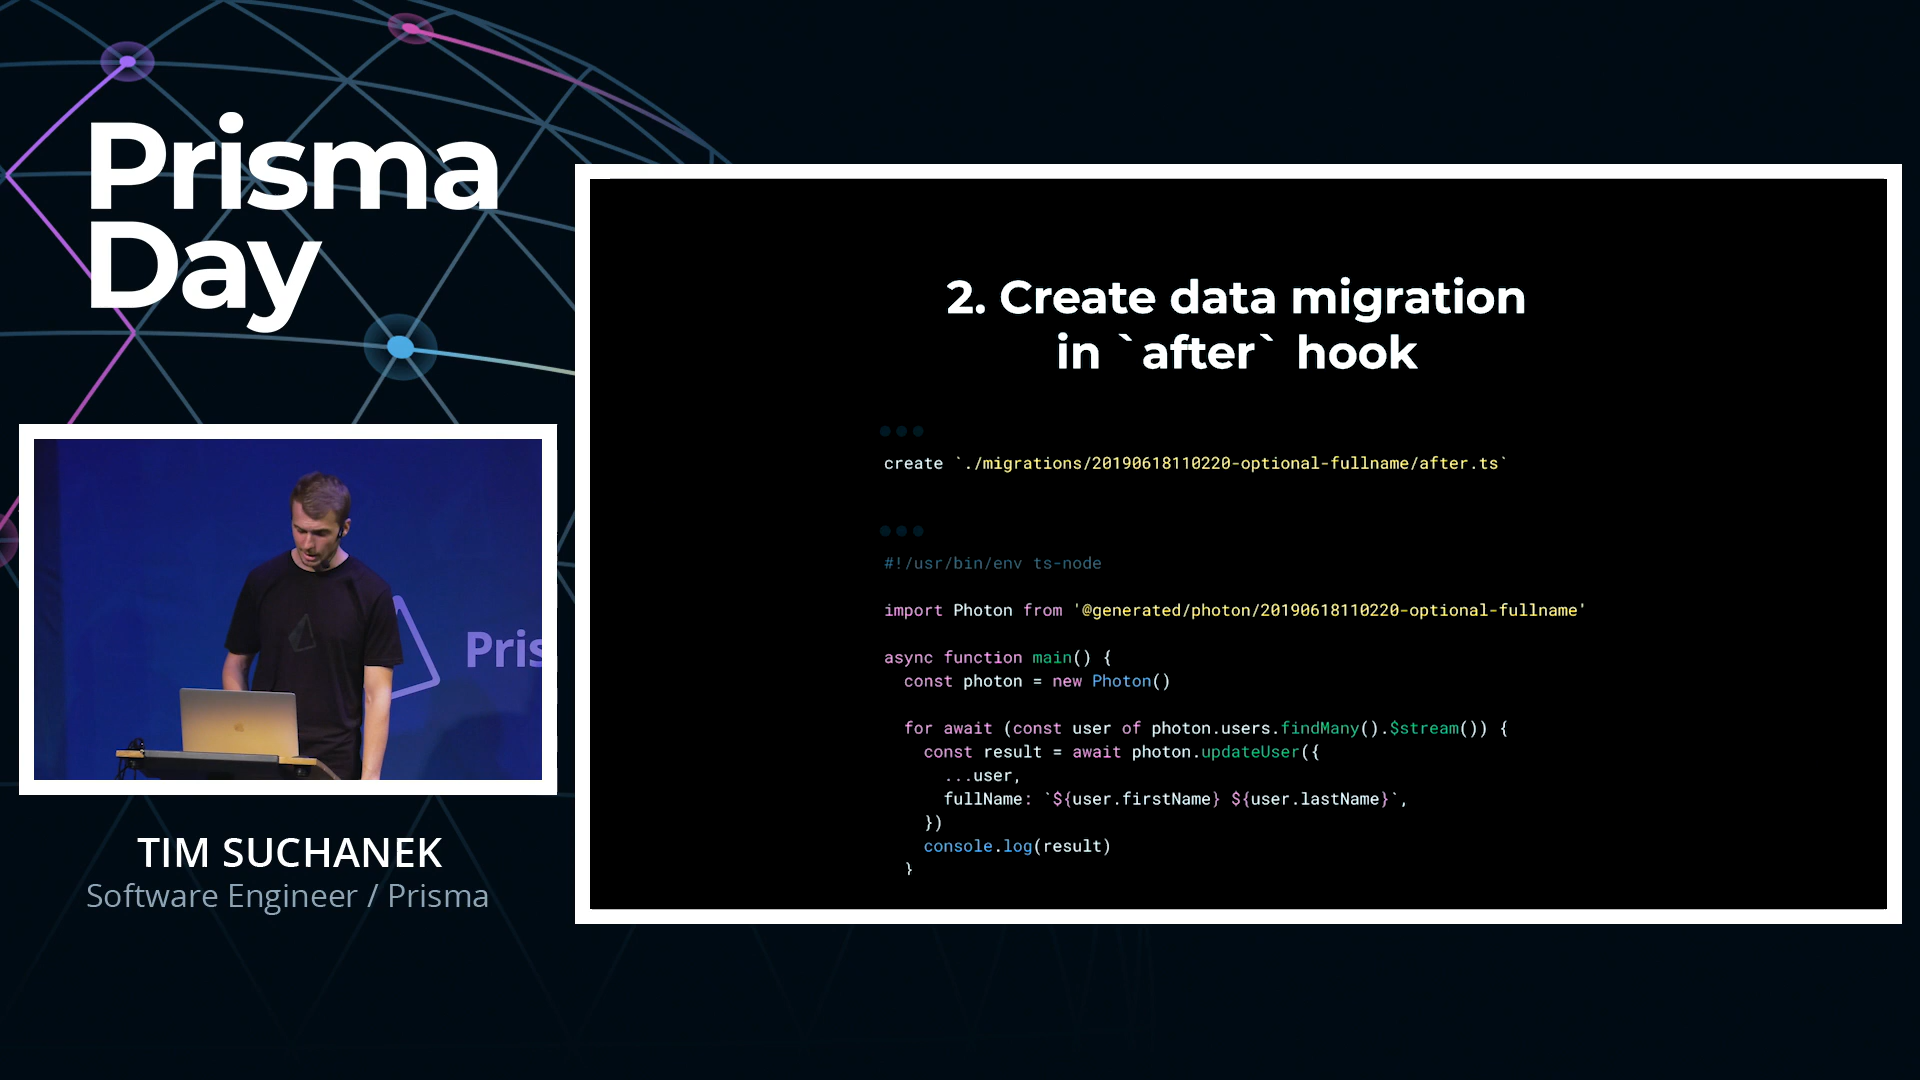 Prisma
Day
Pris
TIM SUCHANEK
Software Engineer / Prisma
2. Create data migration
in `after` hook
create `./migrations/20190618110220-optional-fullname/after.ts`
#!/usr/bin/env ts-node
import Photon from '@generated/photon/20190618110220-optional-fullname'
async function main() {
const photon = new Photon()
for await (const user of photon.users.findMany().$stream()) {
const result = await photon.updateUser({
...user,
fullName: `${user.firstName} ${user.lastName}`,
})
console.log(result)
}